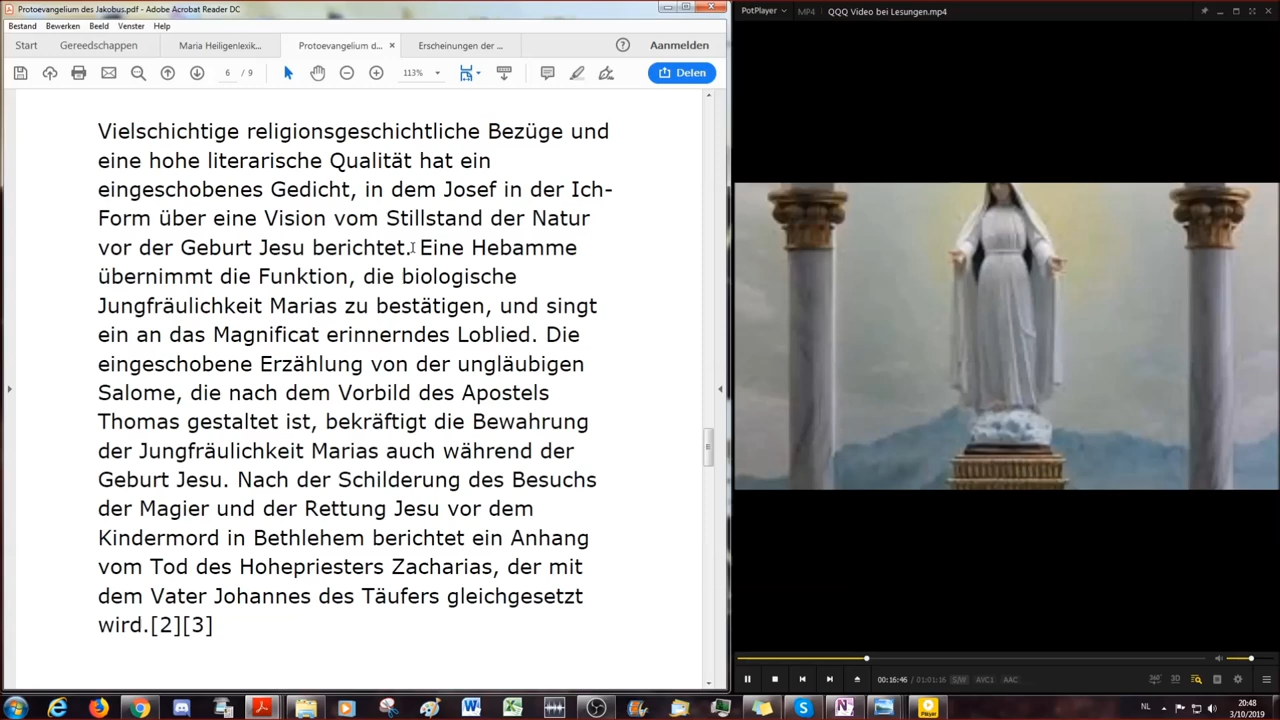 Protoevangelium des Jakobus.pdf - Adobe Acrobat Reader DC
Bestand Bewerken Beeld Venster Help
Start Gereedschappen Maria Heiligenlexik... Protoevangelium d... × Erscheinungen der ... ? Anmelden
6 / 9 113% Delen
Vielschichtige religionsgeschichtliche Bezüge und
eine hohe literarische Qualität hat ein
eingeschobenes Gedicht, in dem Josef in der Ich-
Form über eine Vision vom Stillstand der Natur
vor der Geburt Jesu berichtet. Eine Hebamme
übernimmt die Funktion, die biologische
Jungfräulichkeit Marias zu bestätigen, und singt
ein an das Magnificat erinnerndes Loblied. Die
eingeschobene Erzählung von der ungläubigen
Salome, die nach dem Vorbild des Apostels
Thomas gestaltet ist, bekräftigt die Bewahrung
der Jungfräulichkeit Marias auch während der
Geburt Jesu. Nach der Schilderung des Besuchs
der Magier und der Rettung Jesu vor dem
Kindermord in Bethlehem berichtet ein Anhang
vom Tod des Hohepriesters Zacharias, der mit
dem Vater Johannes des Täufers gleichgesetzt
wird.[2][3]
PotPlayer MP4 QQQ Video bei Lesungen.mp4
00:16:46 / 01:01:16 S/W AVC1 AAC
360° 3D
NL 20:48
3/10/2019